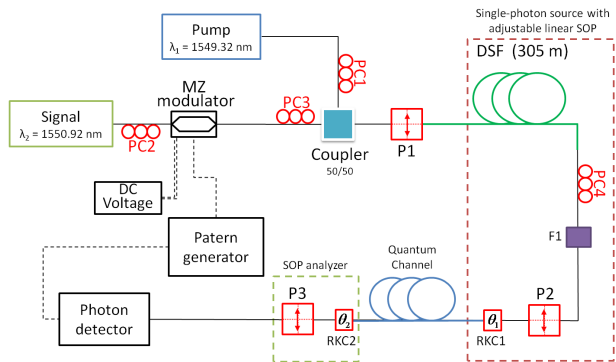 Single-photon source with
adjustable linear SOP
Pump
λ1 = 1549.32 nm
DSF (305 m)
PC1
MZ
modulator
PC3
Signal
λ2 = 1550.92 nm
PC2
Coupler
50/50
P1
PC4
DC
Voltage
F1
Patern
generator
SOP analyzer
Quantum
Channel
P3
P2
Photon
detector
θ2
θ1
RKC2
RKC1